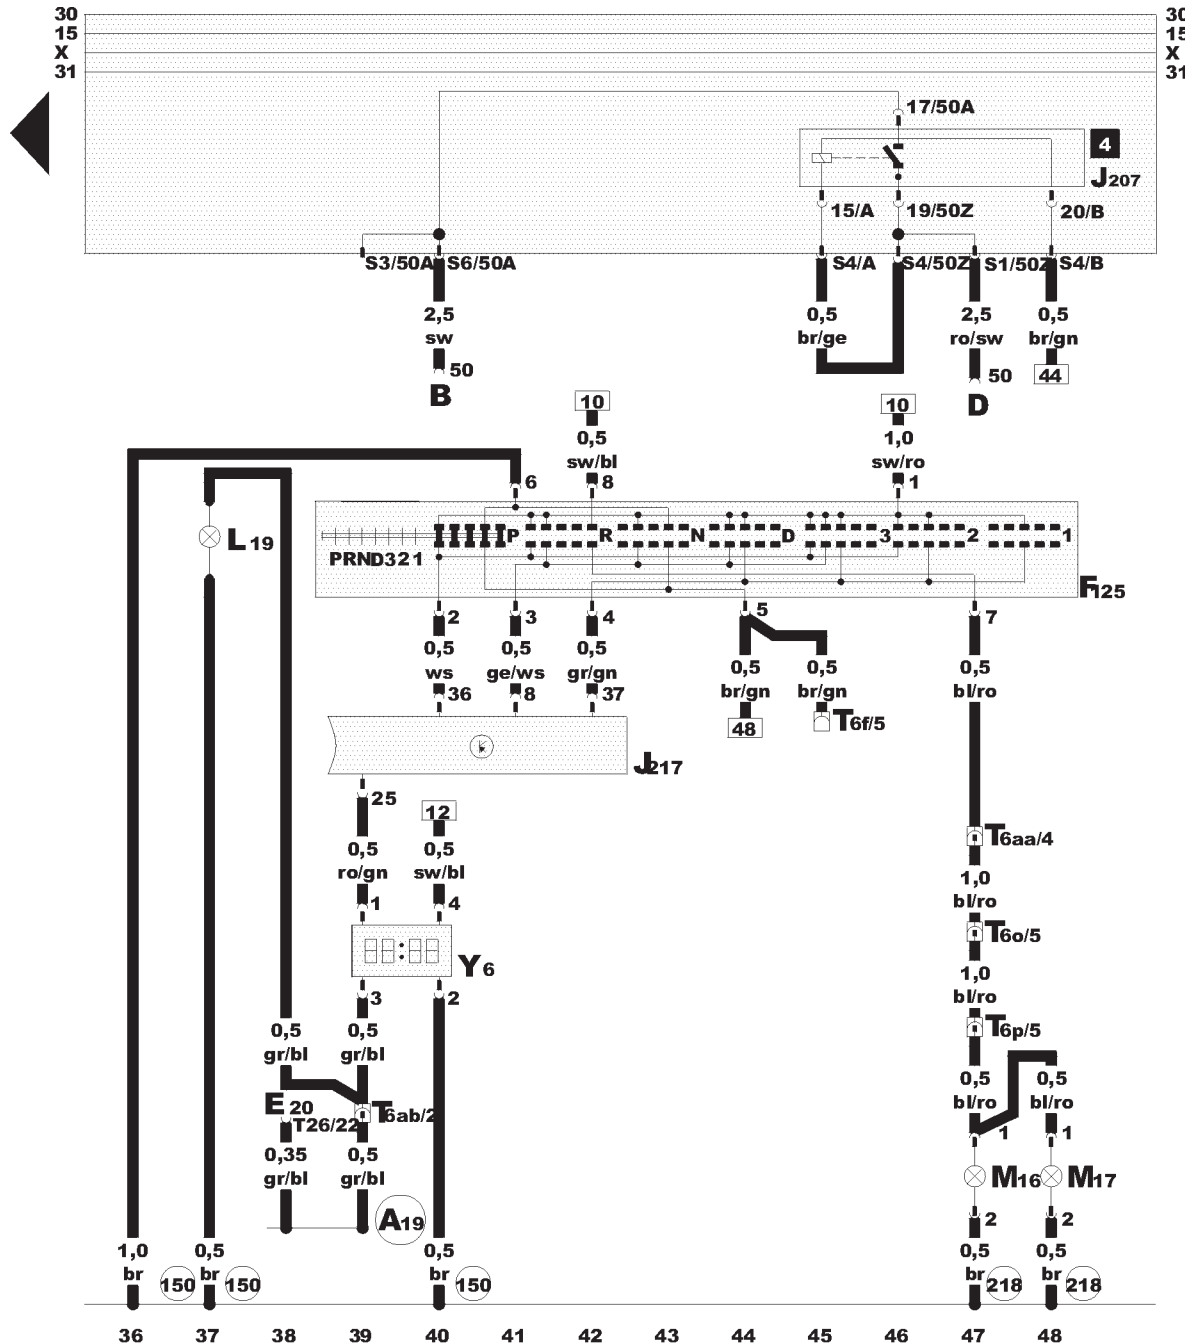 30 30
15 15
X X
31 31
17/50A
4
J207
15/A 19/50Z 20/B
S3/50A S6/50A S4/A S4/50Z S1/50Z S4/B
2,5 0,5 2,5 0,5
sw br/ge ro/sw br/gn
50 50 44
B D
10 10
0,5 1,0
sw/bl sw/ro
6 8 1
L19
P R N D 3 2 1
PRND321
F125
2 3 4 5 7
0,5 0,5 0,5 0,5 0,5 0,5
ws ge/ws gr/gn br/gn br/gn bl/ro
36 8 37 48 T6f/5
J217
25 12
T6aa/4
0,5 0,5
ro/gn sw/bl
1,0
bl/ro
1 4
T6o/5
Y6
1,0
bl/ro
3 2
0,5 0,5
gr/bl gr/bl
T6p/5
0,5 0,5
bl/ro bl/ro
E20
T26/22 T6ab/2
1 1
0,35 0,5
gr/bl gr/bl
M16 M17
A19
2 2
1,0 0,5 0,5 0,5 0,5
br 150 br 150 br 150 br 218 br 218
36 37 38 39 40 41 42 43 44 45 46 47 48